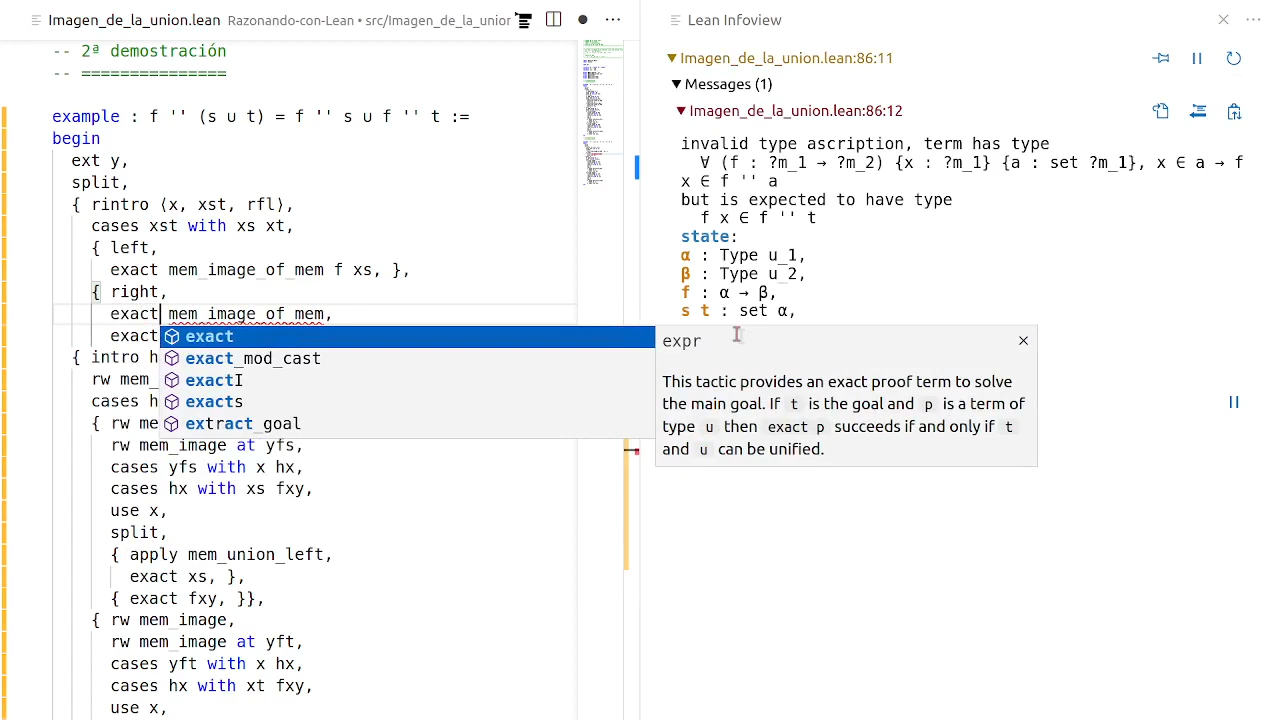 Imagen_de_la_union.lean Razonando-con-Lean • src/Imagen_de_la_unior
-- 2ª demostración
-- ===============
example : f '' (s ∪ t) = f '' s ∪ f '' t :=
begin
ext y,
split,
{ rintro ⟨x, xst, rfl⟩,
cases xst with xs xt,
{ left,
exact mem_image_of_mem f xs, },
{ right,
exact mem_image_of_mem,
exact
{ intro h
rw mem_
cases h
{ rw me
rw mem_image at yfs,
cases yfs with x hx,
cases hx with xs fxy,
use x,
split,
{ apply mem_union_left,
exact xs, },
{ exact fxy, }},
{ rw mem_image,
rw mem_image at yft,
cases yft with x hx,
cases hx with xt fxy,
use x,
exact
exact_mod_cast
exactI
exacts
extract_goal
expr
This tactic provides an exact proof term to solve
the main goal. If t is the goal and p is a term of
type u then exact p succeeds if and only if t
and u can be unified.
Lean Infoview
Imagen_de_la_union.lean:86:11
Messages (1)
Imagen_de_la_union.lean:86:12
invalid type ascription, term has type
∀ (f : ?m_1 → ?m_2) {x : ?m_1} {a : set ?m_1}, x ∈ a → f
x ∈ f '' a
but is expected to have type
f x ∈ f '' t
state:
α : Type u_1,
β : Type u_2,
f : α → β,
s t : set α,